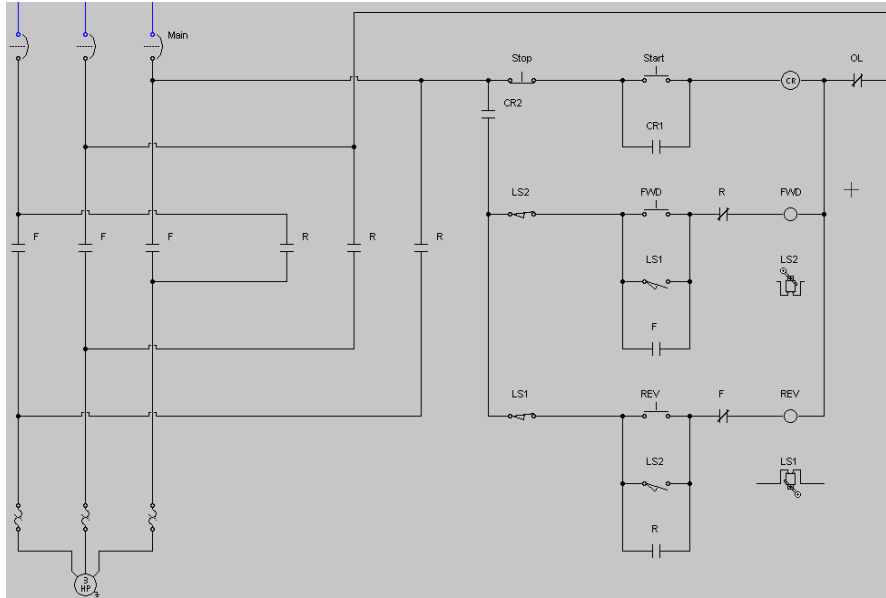 Main
Stop
Start
OL
CR
CR2
CR1
LS2
FWD
R
FWD
F
F
F
R
R
R
LS1
LS2
F
LS1
REV
F
REV
LS2
LS1
R
3
HP